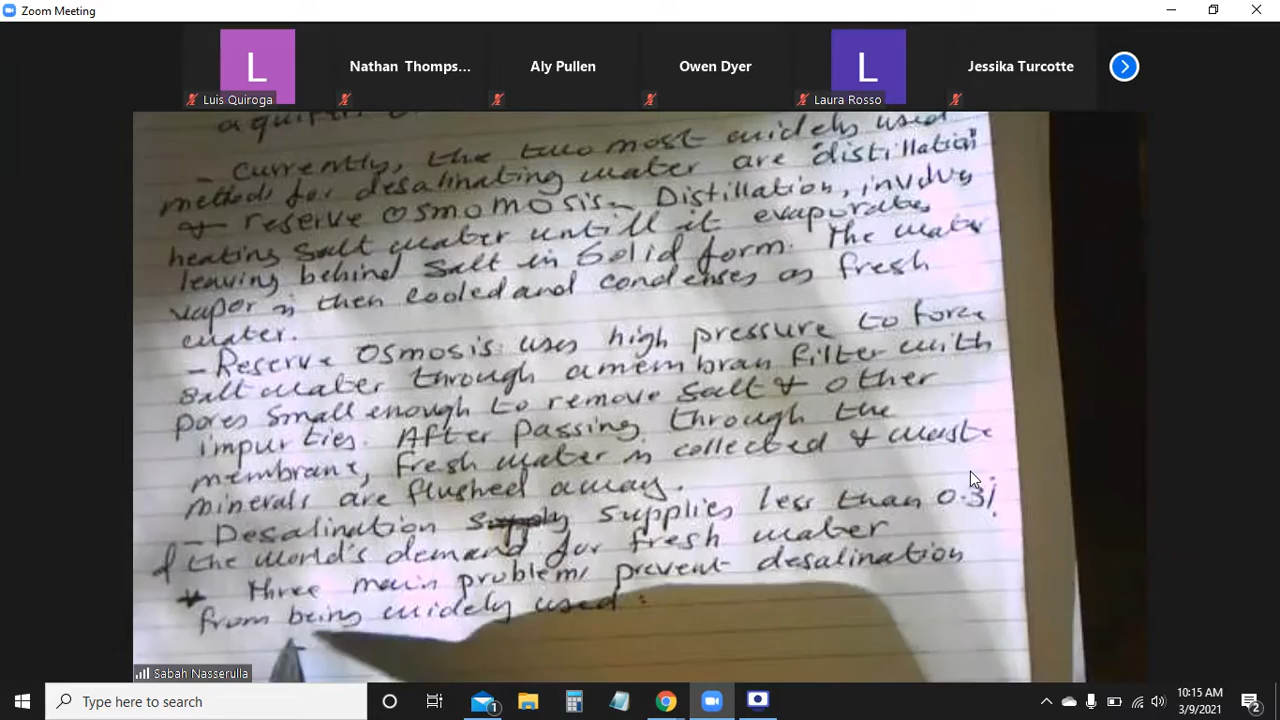 Zoom Meeting
L
Luis Quiroga
Nathan Thomps...
Aly Pullen
Owen Dyer
L
Laura Rosso
Jessika Turcotte
- Currently, the two most widely used
methods for desalinating water are distillation
& reserve osmomosis. Distillation, involves
heating salt water untill it evaporates
leaving behind salt in solid form. The water
vapor is then cooled and condenses as fresh
water.
- Reserve osmosis uses high pressure to force
salt water through a membran filter with
pores small enough to remove salt & other
impurties. After passing through the
membrane, fresh water is collected & waste
minerals are flushed away.
- Desalination supplies less than 0.3%
of the world's demand for fresh water
* three main problems prevent desalination
from being widely used:
Sabah Nasserulla
Type here to search
1
10:15 AM
3/9/2021
2